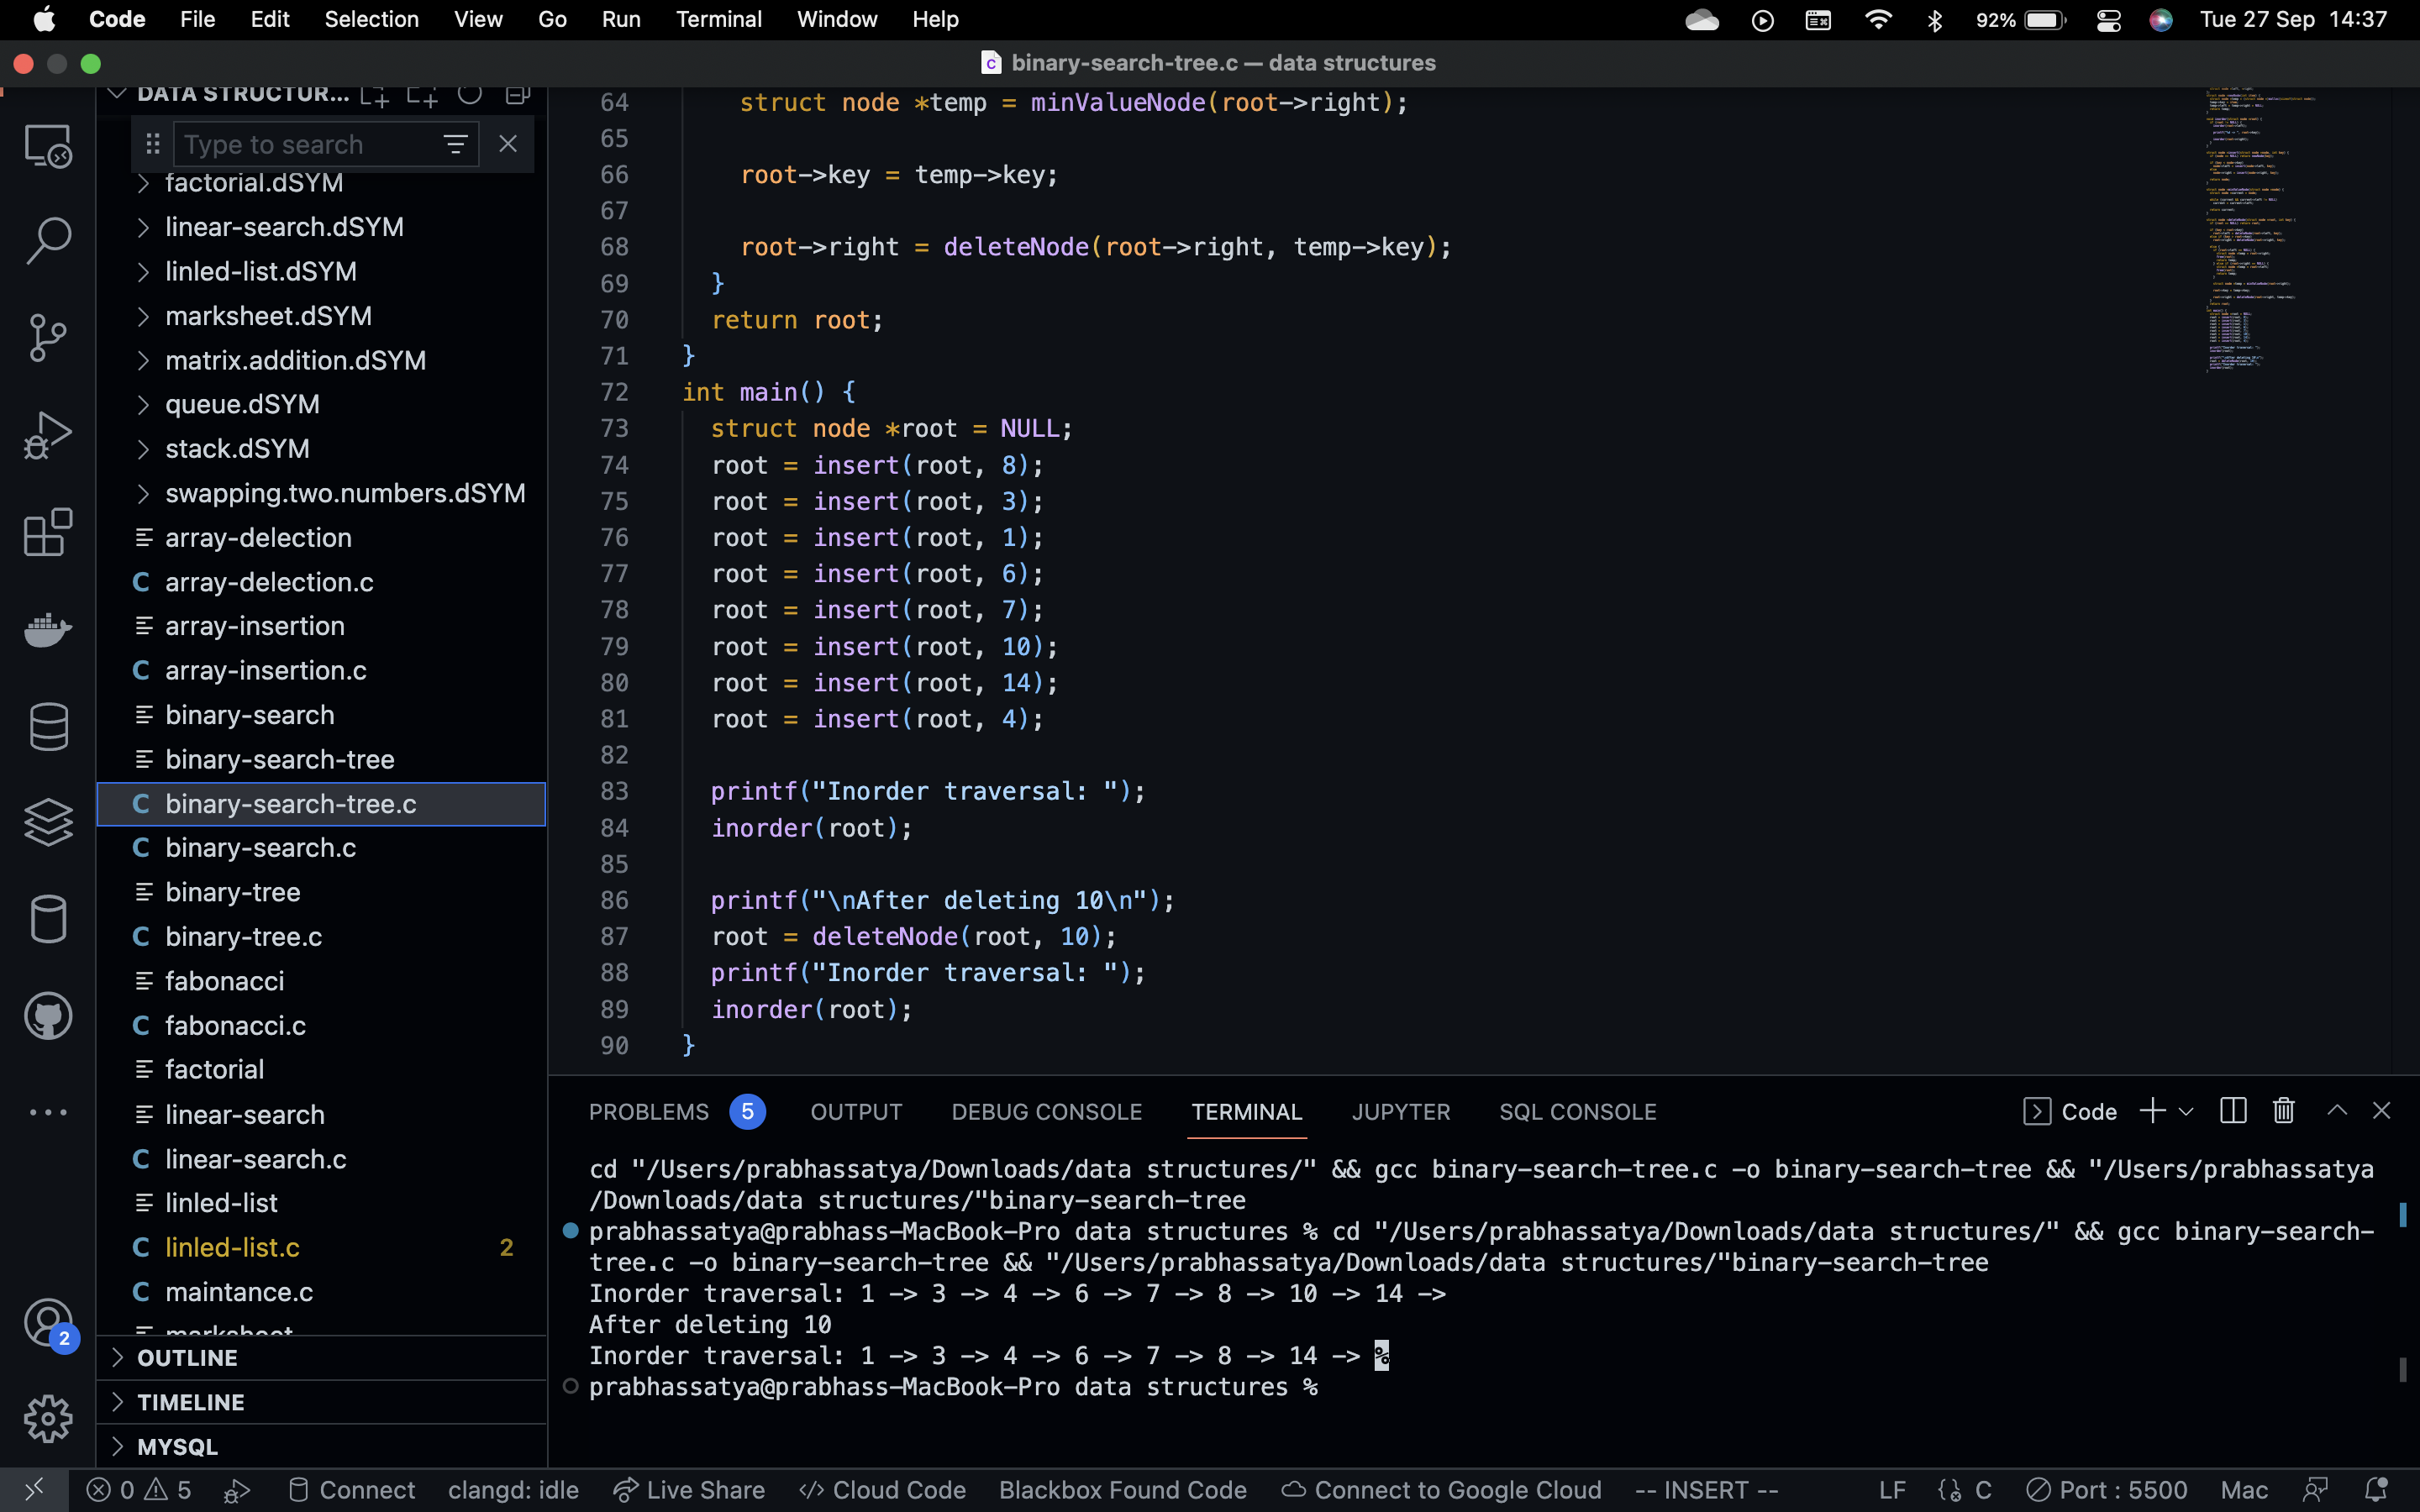 Code File Edit Selection View Go Run Terminal Window Help 92% Tue 27 Sep 14:37
binary-search-tree.c — data structures
DATA STRUCTUR...
Type to search
factorial.dSYM
linear-search.dSYM
linled-list.dSYM
marksheet.dSYM
matrix.addition.dSYM
queue.dSYM
stack.dSYM
swapping.two.numbers.dSYM
array-delection
C array-delection.c
array-insertion
C array-insertion.c
binary-search
binary-search-tree
C binary-search-tree.c
C binary-search.c
binary-tree
C binary-tree.c
fabonacci
C fabonacci.c
factorial
linear-search
C linear-search.c
linled-list
C linled-list.c 2
C maintance.c
marksheet
OUTLINE
TIMELINE
MYSQL
2
64 struct node *temp = minValueNode(root->right);
65
66 root->key = temp->key;
67
68 root->right = deleteNode(root->right, temp->key);
69 }
70 return root;
71 }
72 int main() {
73 struct node *root = NULL;
74 root = insert(root, 8);
75 root = insert(root, 3);
76 root = insert(root, 1);
77 root = insert(root, 6);
78 root = insert(root, 7);
79 root = insert(root, 10);
80 root = insert(root, 14);
81 root = insert(root, 4);
82
83 printf("Inorder traversal: ");
84 inorder(root);
85
86 printf("\nAfter deleting 10\n");
87 root = deleteNode(root, 10);
88 printf("Inorder traversal: ");
89 inorder(root);
90 }
PROBLEMS 5 OUTPUT DEBUG CONSOLE TERMINAL JUPYTER SQL CONSOLE Code
cd "/Users/prabhassatya/Downloads/data structures/" && gcc binary-search-tree.c -o binary-search-tree && "/Users/prabhassatya
/Downloads/data structures/"binary-search-tree
prabhassatya@prabhass-MacBook-Pro data structures % cd "/Users/prabhassatya/Downloads/data structures/" && gcc binary-search-
tree.c -o binary-search-tree && "/Users/prabhassatya/Downloads/data structures/"binary-search-tree
Inorder traversal: 1 -> 3 -> 4 -> 6 -> 7 -> 8 -> 10 -> 14 ->
After deleting 10
Inorder traversal: 1 -> 3 -> 4 -> 6 -> 7 -> 8 -> 14 -> %
prabhassatya@prabhass-MacBook-Pro data structures %
0 5 Connect clangd: idle Live Share Cloud Code Blackbox Found Code Connect to Google Cloud -- INSERT -- LF C Port : 5500 Mac